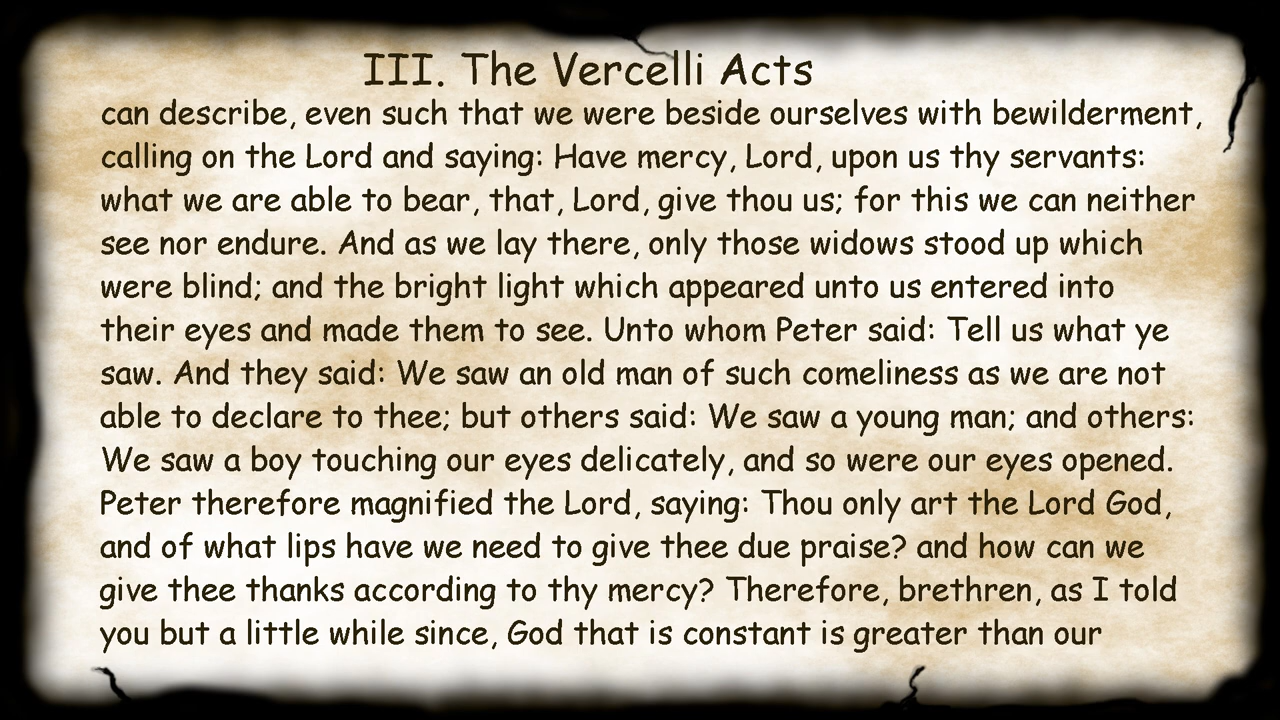 III. The Vercelli Acts
can describe, even such that we were beside ourselves with bewilderment,
calling on the Lord and saying: Have mercy, Lord, upon us thy servants:
what we are able to bear, that, Lord, give thou us; for this we can neither
see nor endure. And as we lay there, only those widows stood up which
were blind; and the bright light which appeared unto us entered into
their eyes and made them to see. Unto whom Peter said: Tell us what ye
saw. And they said: We saw an old man of such comeliness as we are not
able to declare to thee; but others said: We saw a young man; and others:
We saw a boy touching our eyes delicately, and so were our eyes opened.
Peter therefore magnified the Lord, saying: Thou only art the Lord God,
and of what lips have we need to give thee due praise? and how can we
give thee thanks according to thy mercy? Therefore, brethren, as I told
you but a little while since, God that is constant is greater than our